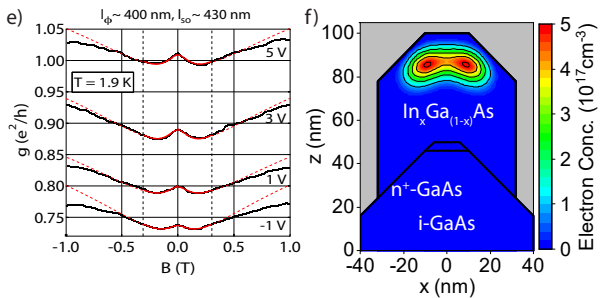 e)
l_ϕ~ 400 nm, l_so~ 430 nm
1.05
1.00
0.95
0.90
0.85
0.80
0.75
g (e²/h)
T = 1.9 K
5 V
3 V
1 V
-1 V
-1.0 -0.5 0.0 0.5 1.0
B (T)
f)
100
80
60
40
20
0
z (nm)
In_xGa_(1-x)As
n⁺-GaAs
i-GaAs
-40 -20 0 20 40
x (nm)
5
4
3
2
1
0
Electron Conc. (10¹⁷cm⁻³)